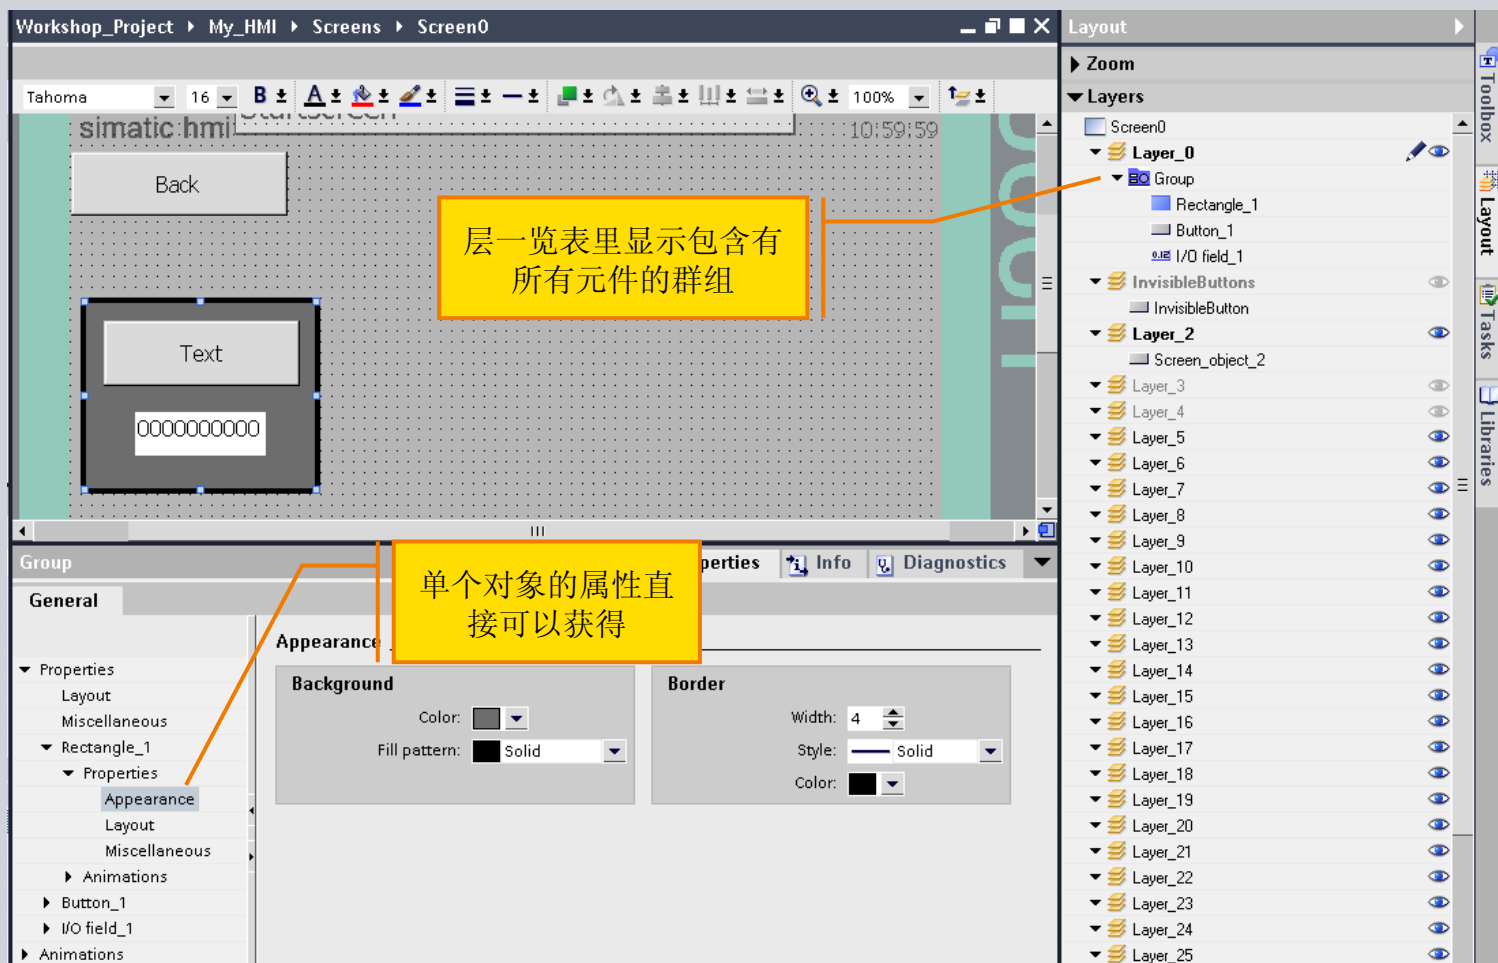 Workshop_Project ▸ My_HMI ▸ Screens ▸ Screen0
Tahoma 16 B A 100%
simatic hmi
10:59:59
Back
层一览表里显示包含有
所有元件的群组
Text
0000000000
Group
perties Info Diagnostics
单个对象的属性直
接可以获得
General
Properties
Layout
Miscellaneous
Rectangle_1
Properties
Appearance
Layout
Miscellaneous
Animations
Button_1
I/O field_1
Animations
Appearance
Background
Color:
Fill pattern: Solid
Border
Width: 4
Style: Solid
Color:
Layout
Zoom
Layers
Screen0
Layer_0
Group
Rectangle_1
Button_1
I/O field_1
InvisibleButtons
InvisibleButton
Layer_2
Screen_object_2
Layer_3
Layer_4
Layer_5
Layer_6
Layer_7
Layer_8
Layer_9
Layer_10
Layer_11
Layer_12
Layer_13
Layer_14
Layer_15
Layer_16
Layer_17
Layer_18
Layer_19
Layer_20
Layer_21
Layer_22
Layer_23
Layer_24
Layer_25
Toolbox
Layout
Tasks
Libraries